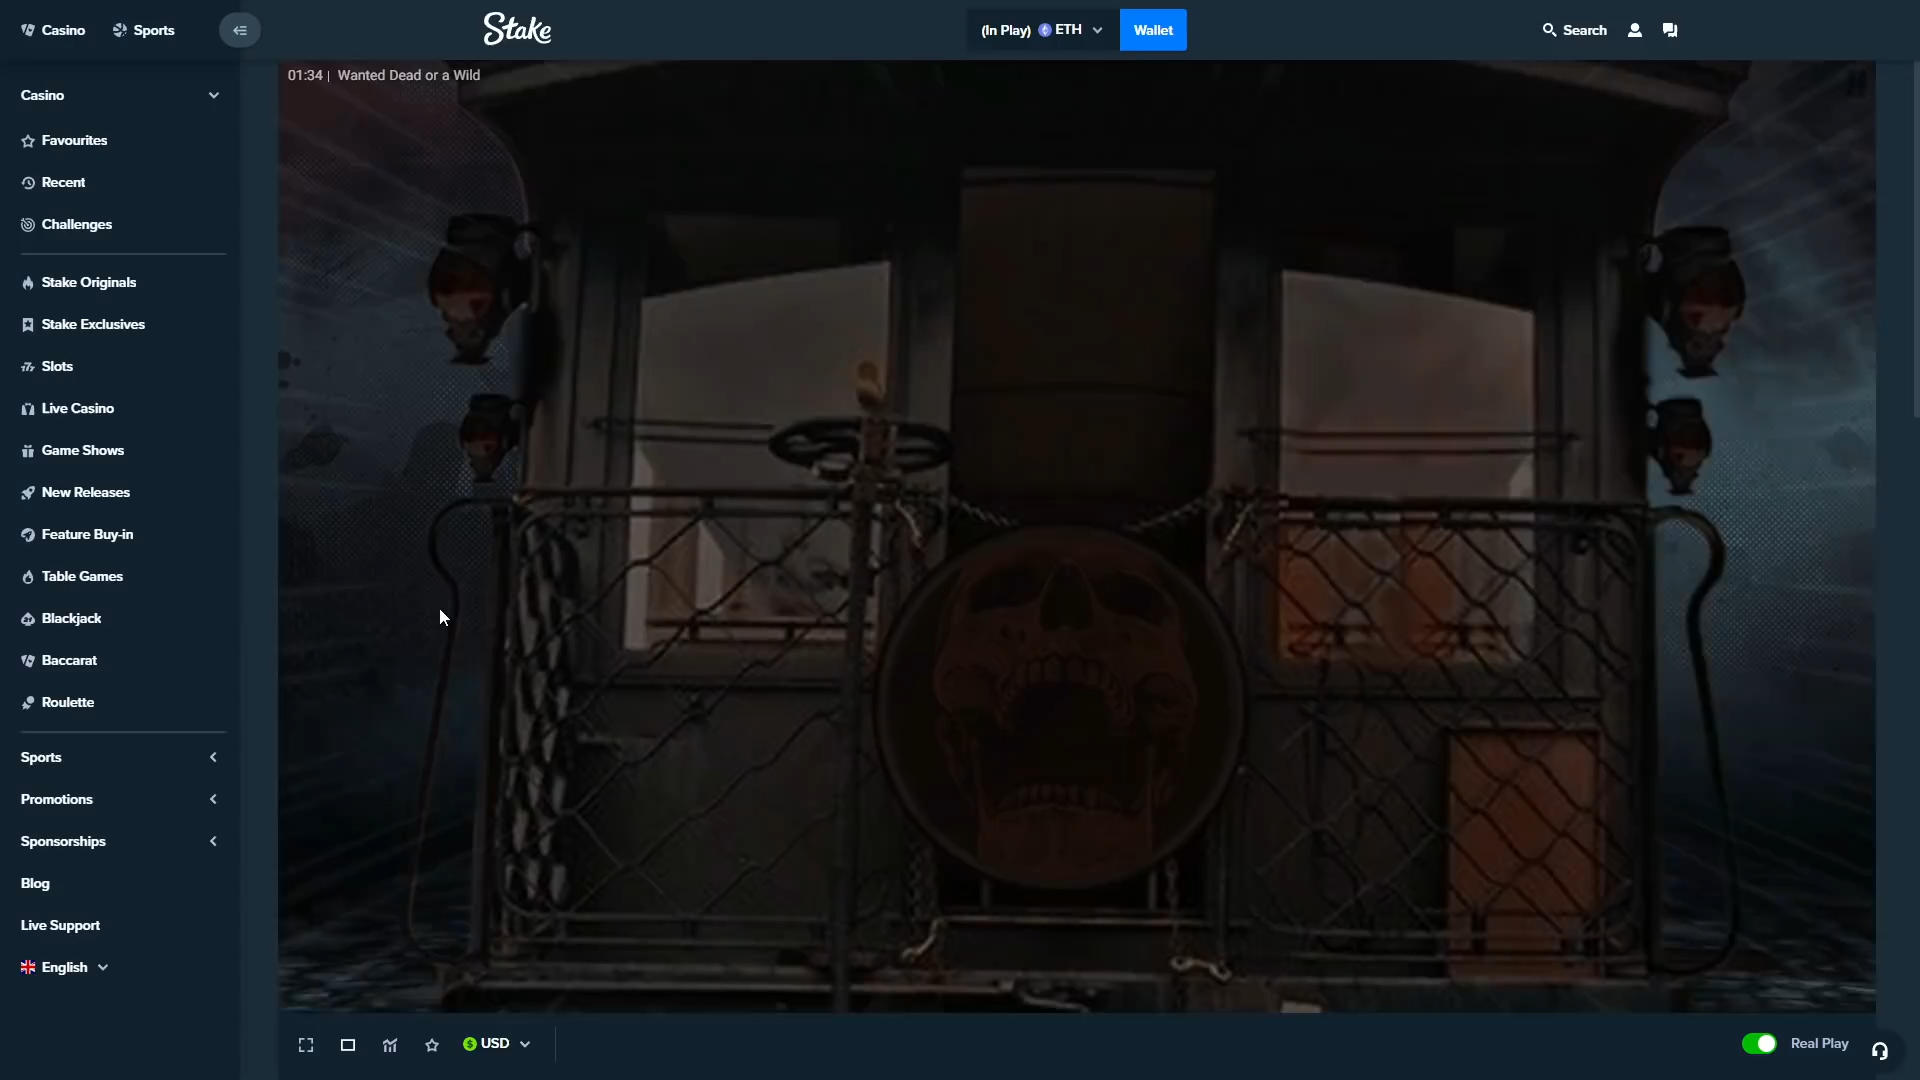 Casino
Sports
Stake
(In Play) ETH
Wallet
Search
01:34 | Wanted Dead or a Wild
Casino
Favourites
Recent
Challenges
Stake Originals
Stake Exclusives
Slots
Live Casino
Game Shows
New Releases
Feature Buy-in
Table Games
Blackjack
Baccarat
Roulette
Sports
Promotions
Sponsorships
Blog
Live Support
English
$ USD
Real Play